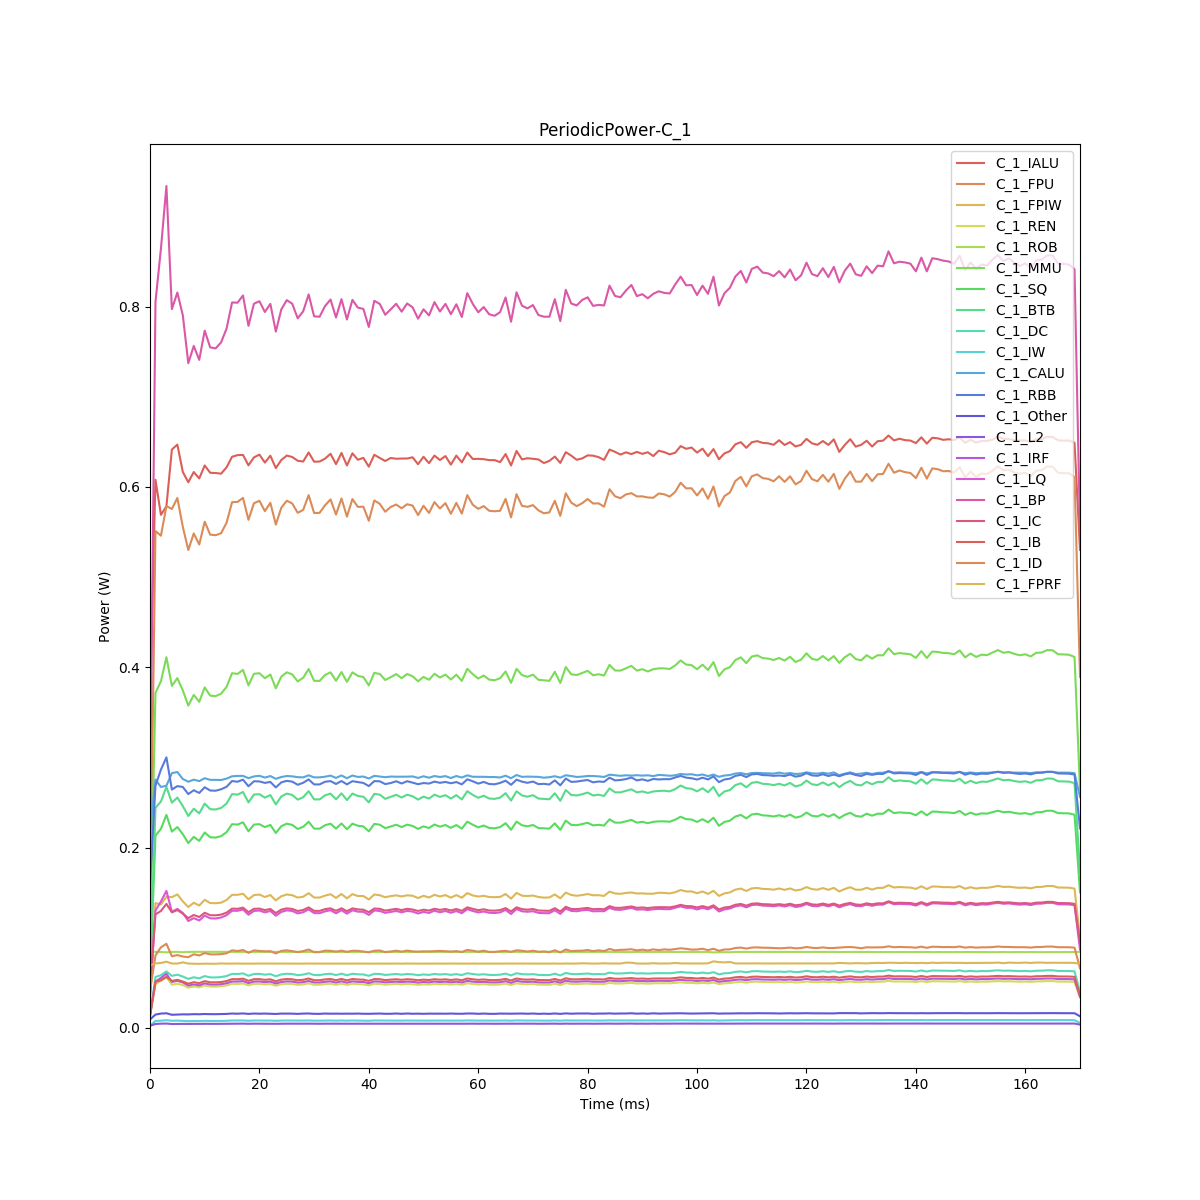 PeriodicPower-C_1
C_1_IALU
C_1_FPU
C_1_FPIW
C_1_REN
C_1_ROB
C_1_MMU
C_1_SQ
C_1_BTB
C_1_DC
C_1_IW
C_1_CALU
C_1_RBB
C_1_Other
C_1_L2
C_1_IRF
C_1_LQ
C_1_BP
C_1_IC
C_1_IB
C_1_ID
C_1_FPRF
Power (W)
0.8
0.6
0.4
0.2
0.0
0 20 40 60 80 100 120 140 160
Time (ms)